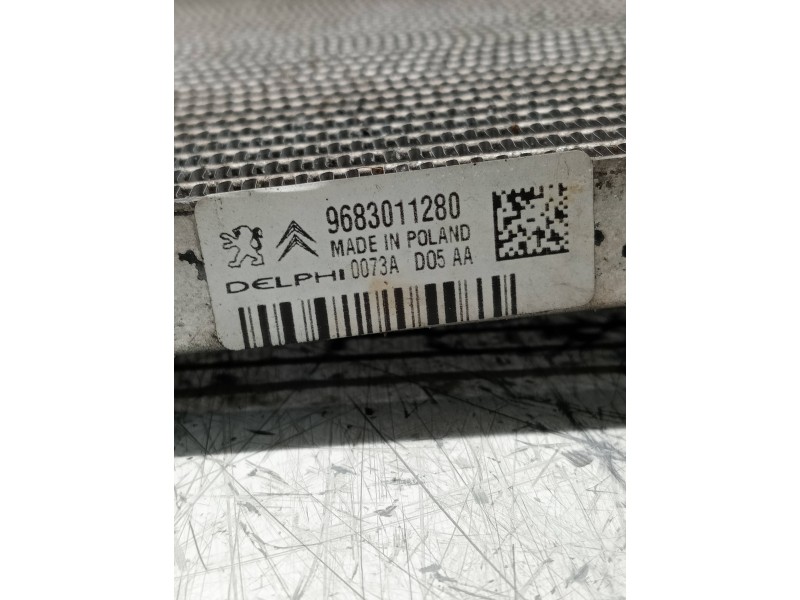 9683011280
MADE IN POLAND
DELPHI 0073A D05 AA